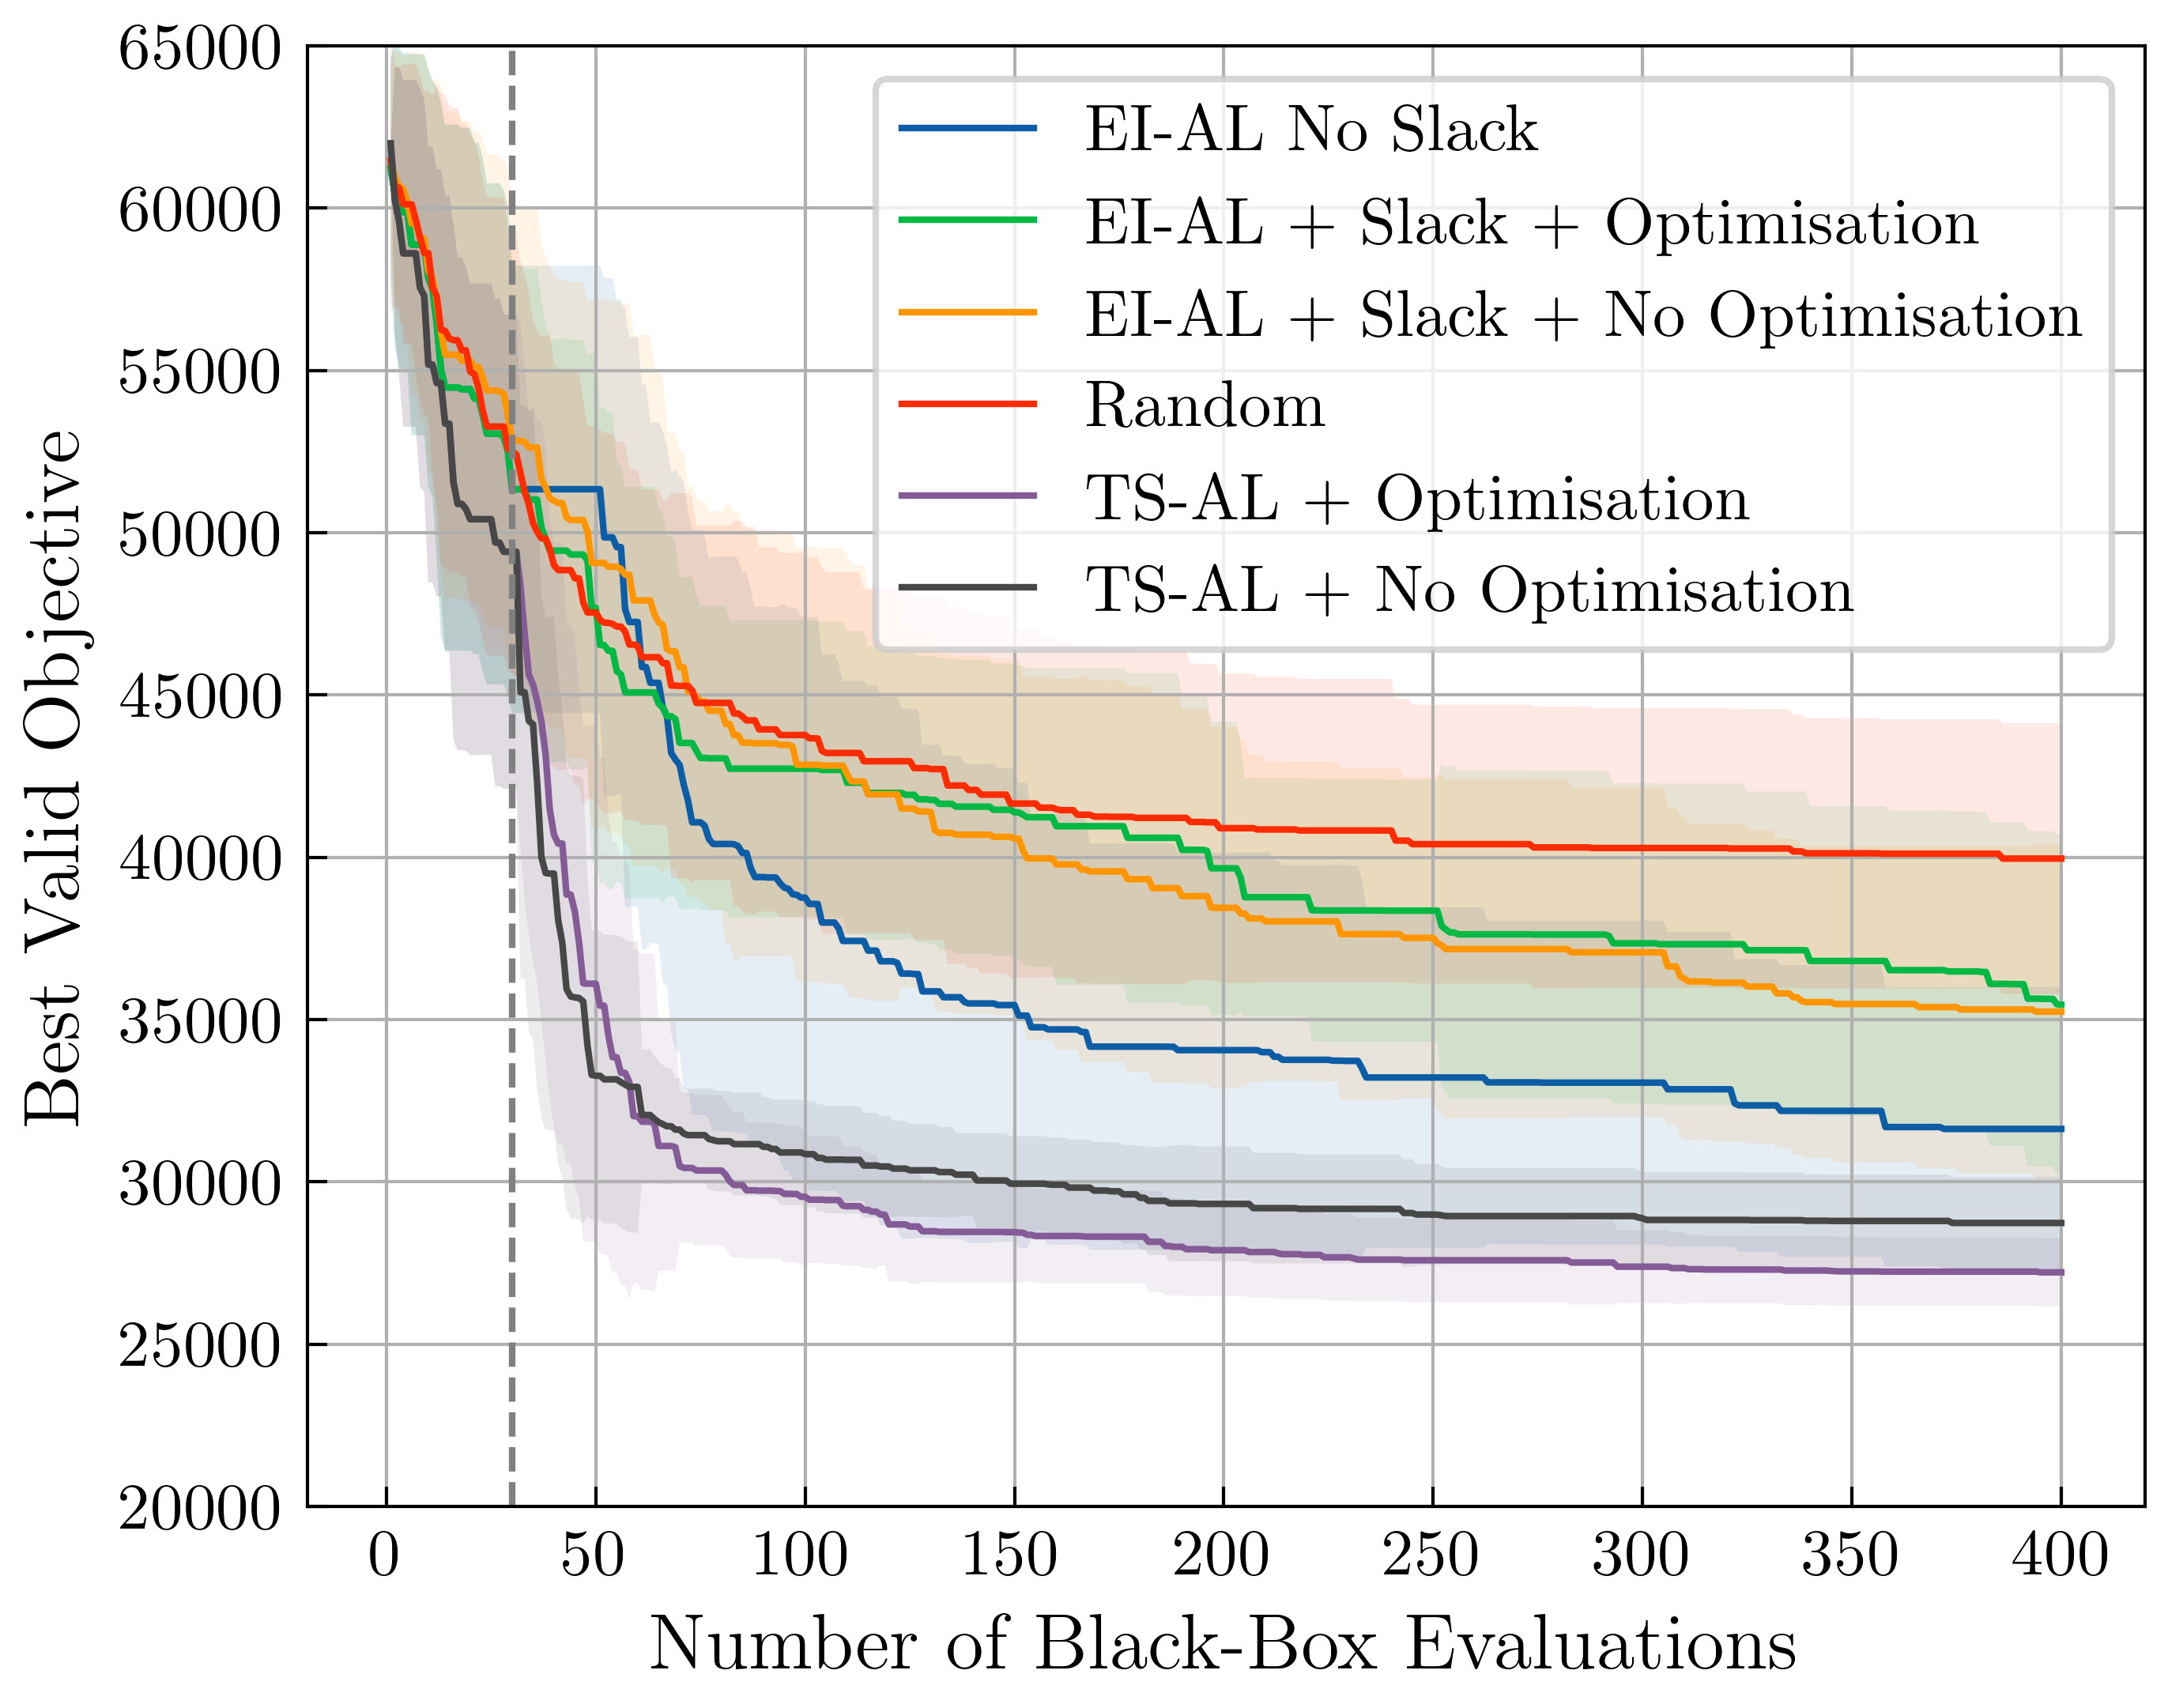 65000
60000
55000
50000
45000
40000
35000
30000
25000
20000
Best Valid Objective
EI-AL No Slack
EI-AL + Slack + Optimisation
EI-AL + Slack + No Optimisation
Random
TS-AL + Optimisation
TS-AL + No Optimisation
0 50 100 150 200 250 300 350 400
Number of Black-Box Evaluations